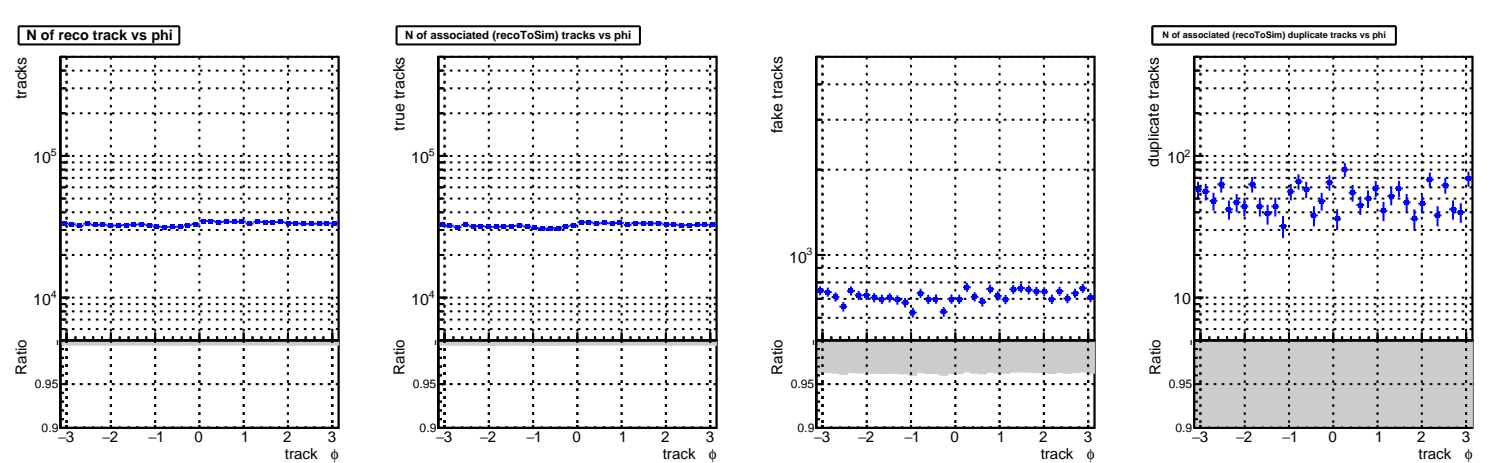 N of reco track vs phi
tracks
10^5
10^4
Ratio
0.95
0.9
−3 −2 −1 0 1 2 3
track φ
N of associated (recoToSim) tracks vs phi
true tracks
10^5
10^4
Ratio
0.95
0.9
−3 −2 −1 0 1 2 3
track φ
fake tracks
10^3
Ratio
0.95
0.9
−3 −2 −1 0 1 2 3
track φ
N of associated (recoToSim) duplicate tracks vs phi
duplicate tracks
10^2
10
Ratio
0.95
0.9
−3 −2 −1 0 1 2 3
track φ